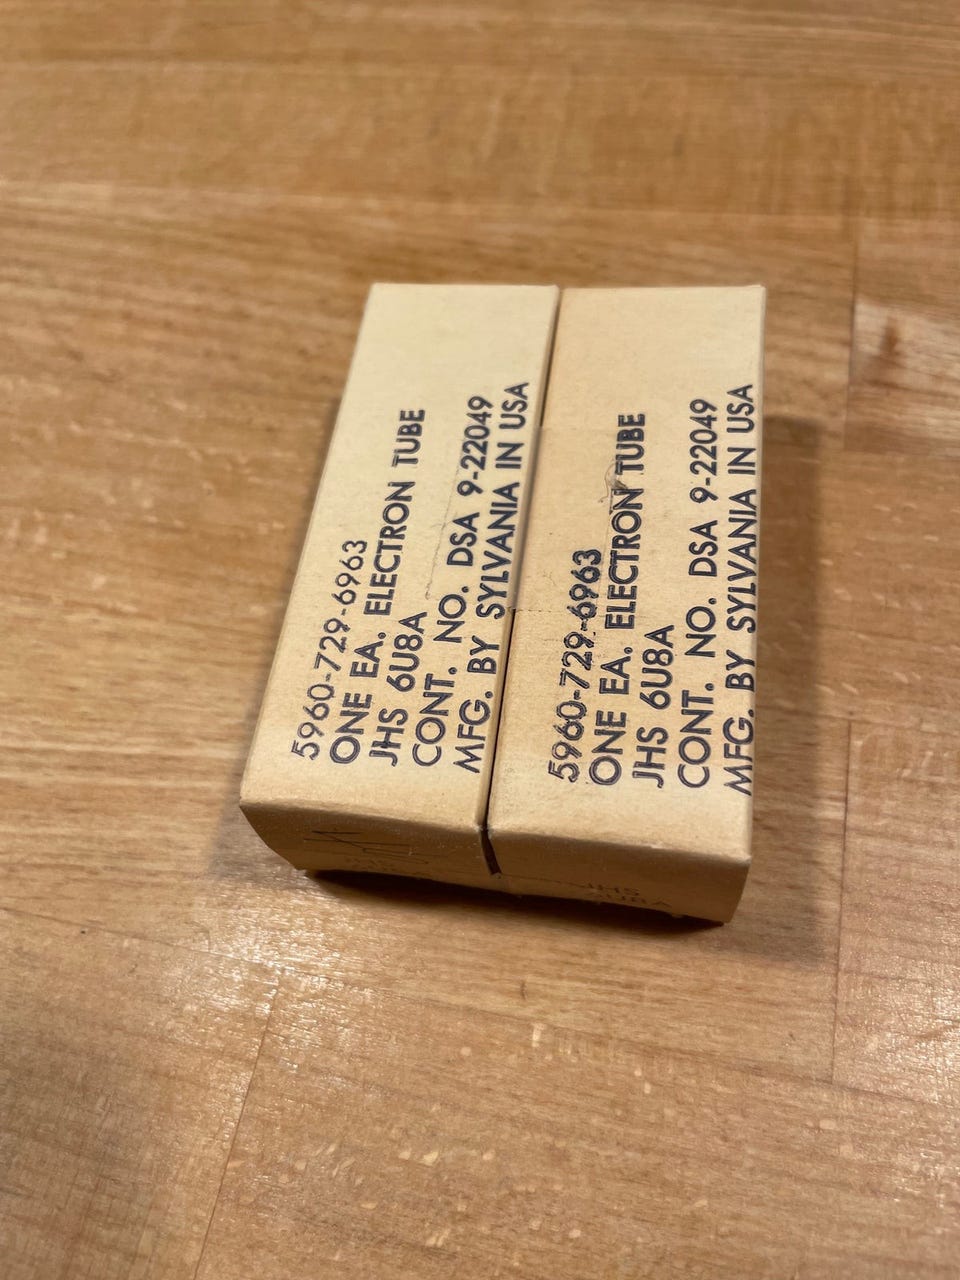 5960-729-6963
ONE EA. ELECTRON TUBE
JHS 6U8A
CONT. NO. DSA 9-22049
MFG. BY SYLVANIA IN USA
5960-729-6963
ONE EA. ELECTRON TUBE
JHS 6U8A
CONT. NO. DSA 9-22049
MFG. BY SYLVANIA IN USA
JHS
6U8A